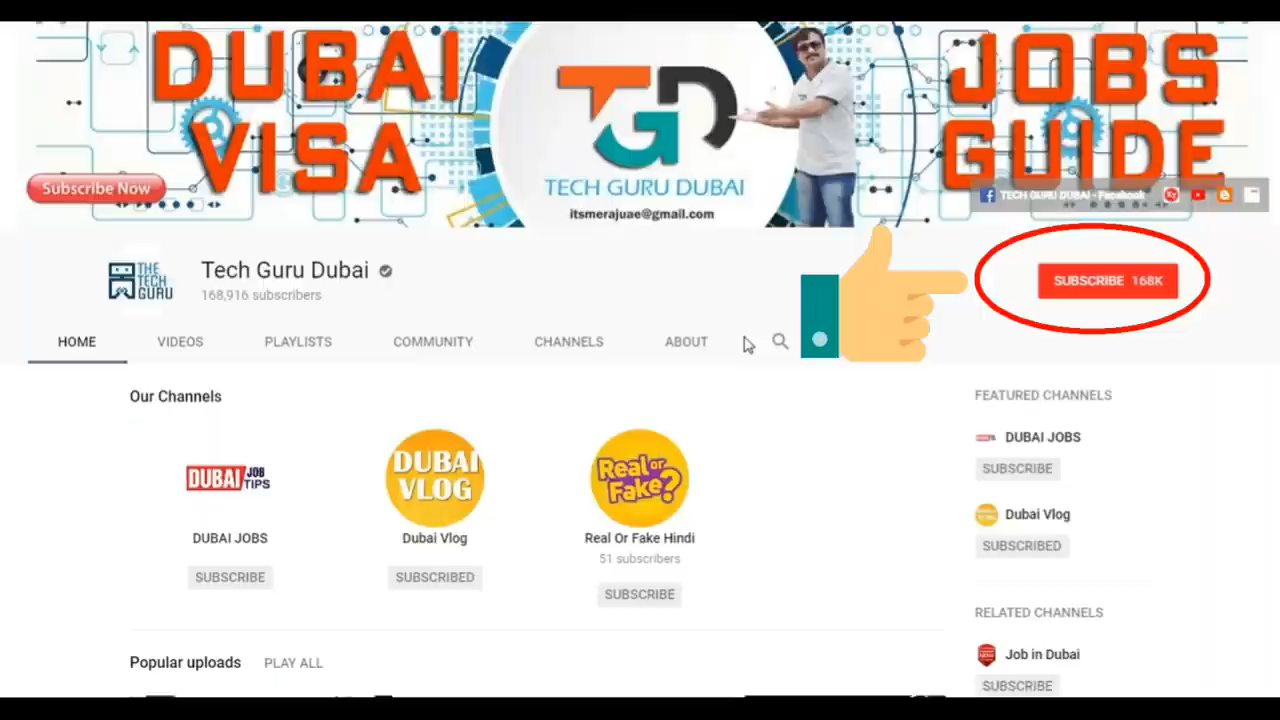 DUBAI
VISA
JOBS
GUIDE
TGD
TECH GURU DUBAI
itsmerajuae@gmail.com
Subscribe Now
TECH GURU DUBAI - Facebook
THE
TECH
GURU
Tech Guru Dubai
168,916 subscribers
SUBSCRIBE 168K
HOME VIDEOS PLAYLISTS COMMUNITY CHANNELS ABOUT
Our Channels
DUBAI JOB TIPS
DUBAI VLOG
Real or Fake?
DUBAI JOBS
Dubai Vlog
Real Or Fake Hindi
51 subscribers
SUBSCRIBE
SUBSCRIBED
SUBSCRIBE
Popular uploads PLAY ALL
FEATURED CHANNELS
DUBAI JOBS
SUBSCRIBE
Dubai Vlog
SUBSCRIBED
RELATED CHANNELS
Job in Dubai
SUBSCRIBE